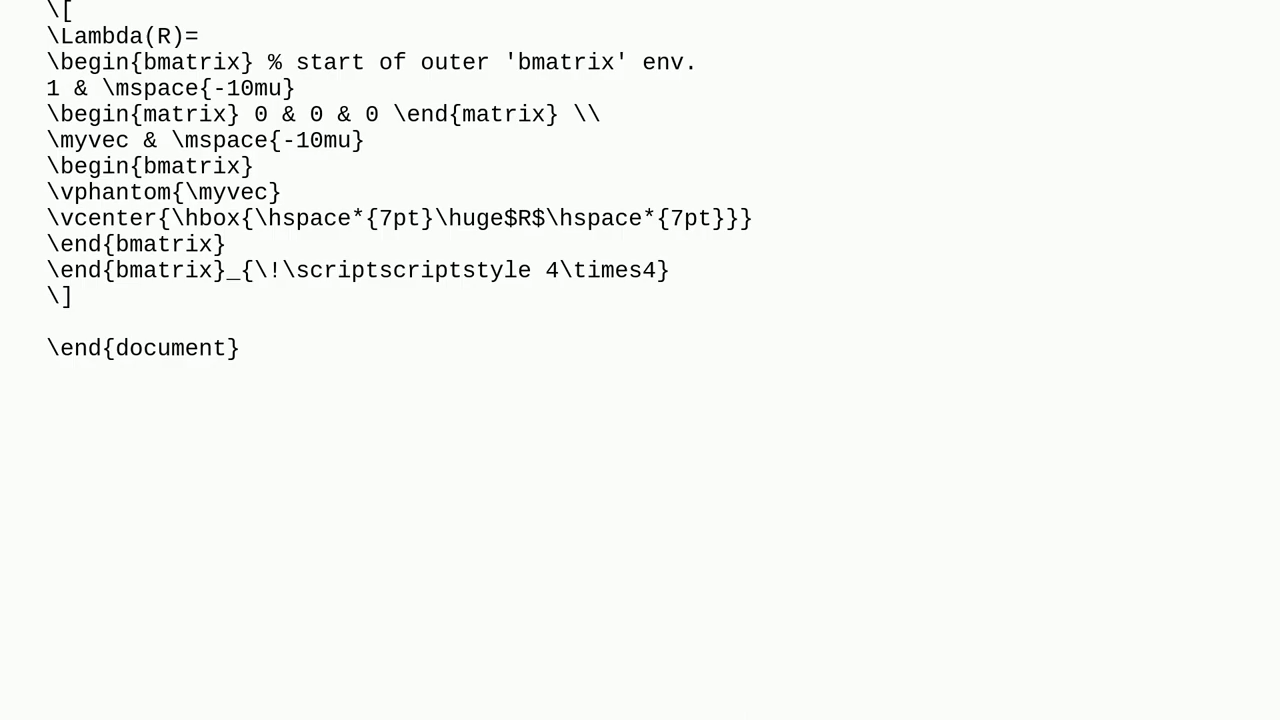 \[
\Lambda(R)=
\begin{bmatrix} % start of outer 'bmatrix' env.
1 & \mspace{-10mu}
\begin{matrix} 0 & 0 & 0 \end{matrix} \\
\myvec & \mspace{-10mu}
\begin{bmatrix}
\vphantom{\myvec}
\vcenter{\hbox{\hspace*{7pt}\huge$R$\hspace*{7pt}}}
\end{bmatrix}
\end{bmatrix}_{\!\scriptscriptstyle 4\times4}
\]
\end{document}